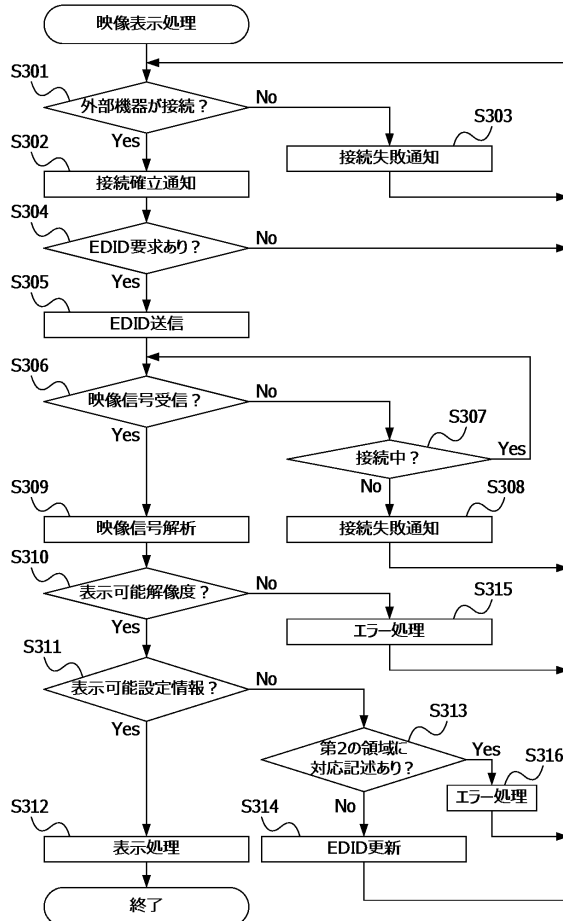 映像表示処理
S301
外部機器が接続？
No
Yes
S303
接続失敗通知
S302
接続確立通知
S304
EDID要求あり？
No
Yes
S305
EDID送信
S306
映像信号受信？
No
Yes
S307
接続中？
Yes
No
S309
映像信号解析
S308
接続失敗通知
S310
表示可能解像度？
No
Yes
S315
エラー処理
S311
表示可能設定情報？
No
Yes
S313
第2の領域に
対応記述あり？
Yes
No
S316
エラー処理
S312
表示処理
S314
EDID更新
終了